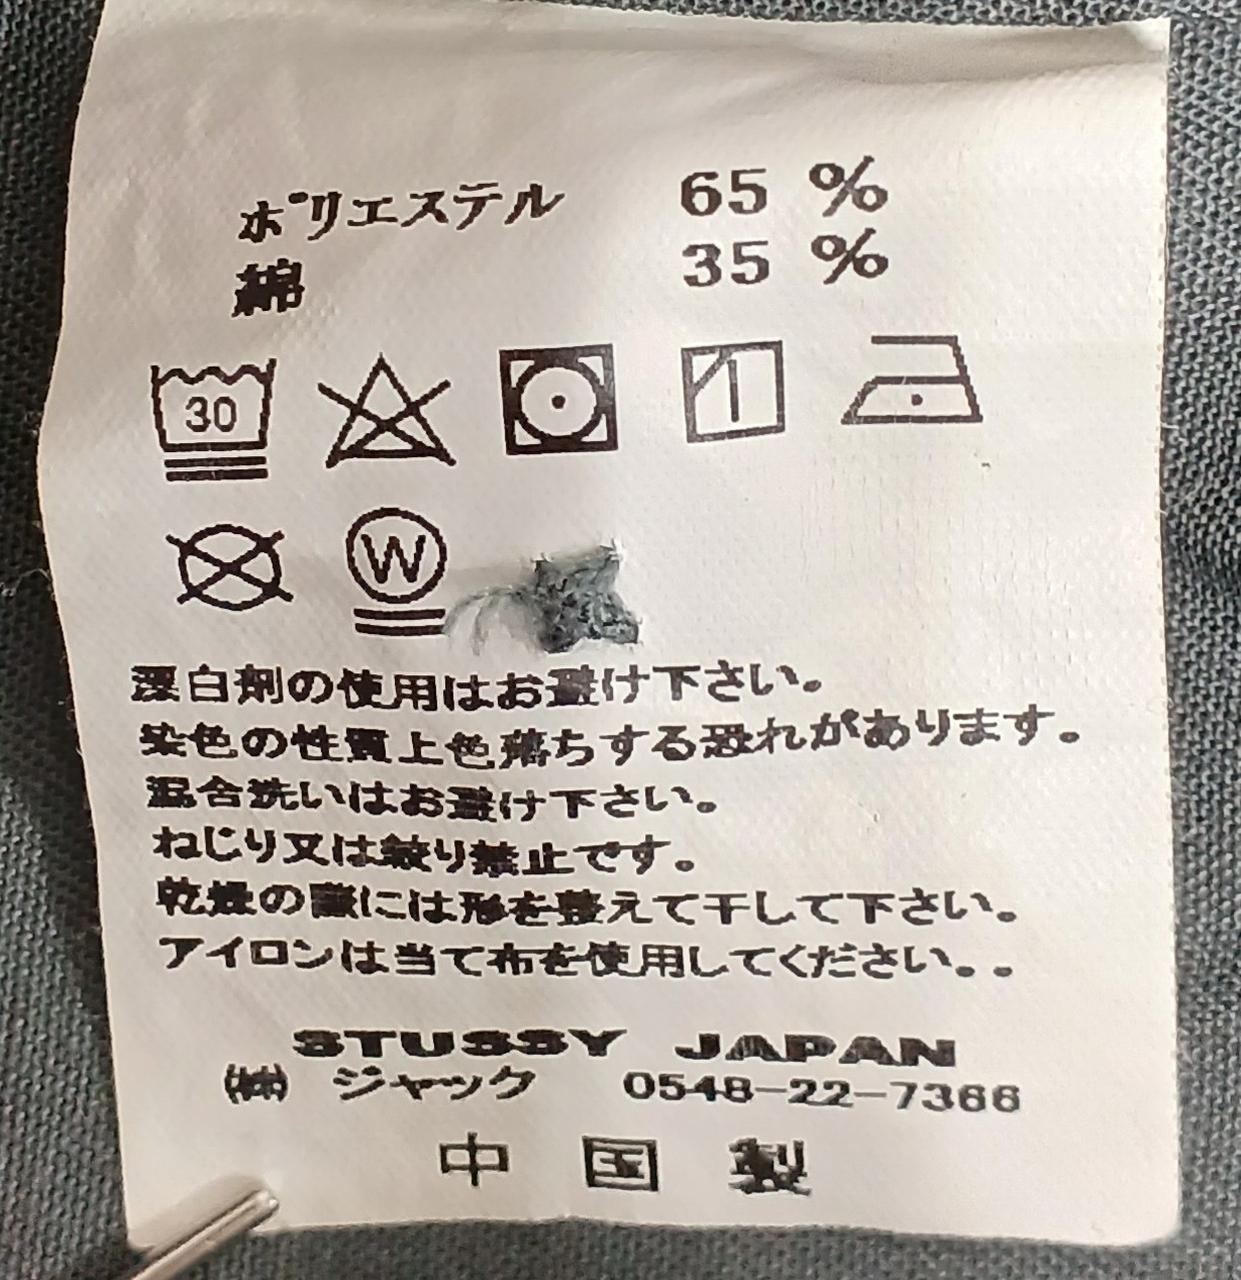 ポリエステル 65 %
綿 35 %
30
W
漂白剤の使用はお避け下さい。
染色の性質上色落ちする恐れがあります。
混合洗いはお避け下さい。
ねじり又は絞り禁止です。
乾燥の際には形を整えて干して下さい。
アイロンは当て布を使用してください。.
STUSSY JAPAN
㈱ ジャック 0548-22-7366
中国製